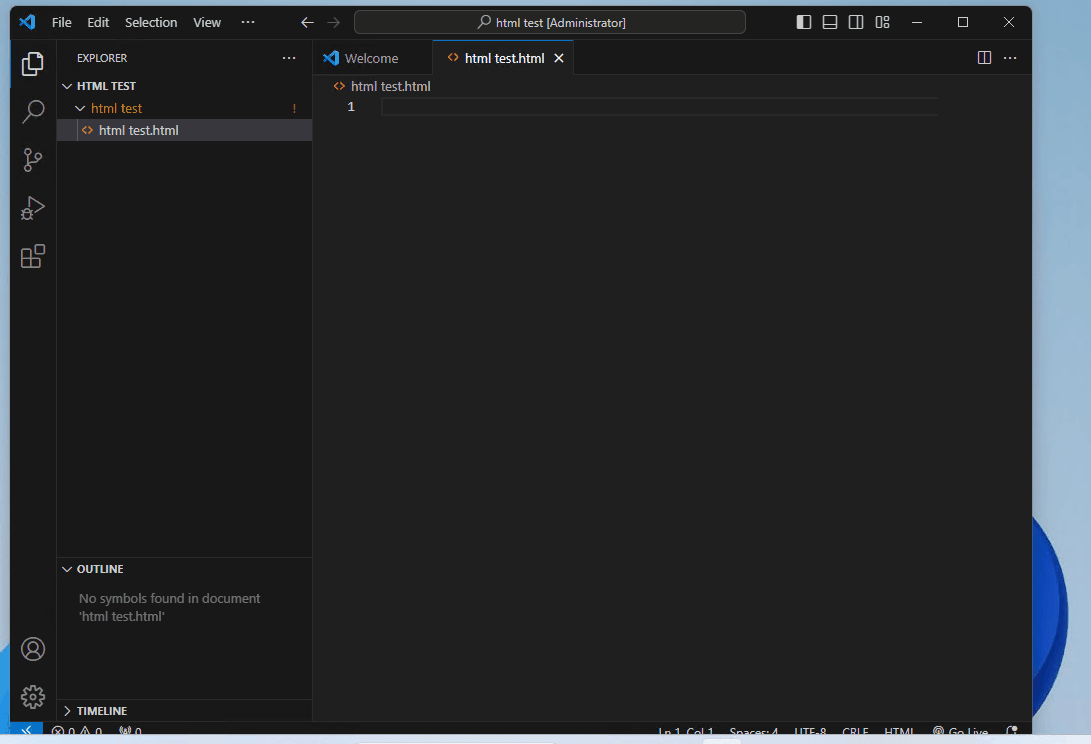 File Edit Selection View ··· html test [Administrator]
EXPLORER ···
HTML TEST
html test !
html test.html
Welcome html test.html
html test.html
1
OUTLINE
No symbols found in document
'html test.html'
TIMELINE
0 0 0 Ln 1, Col 1 Spaces: 4 UTF-8 CRLF HTML Go Live